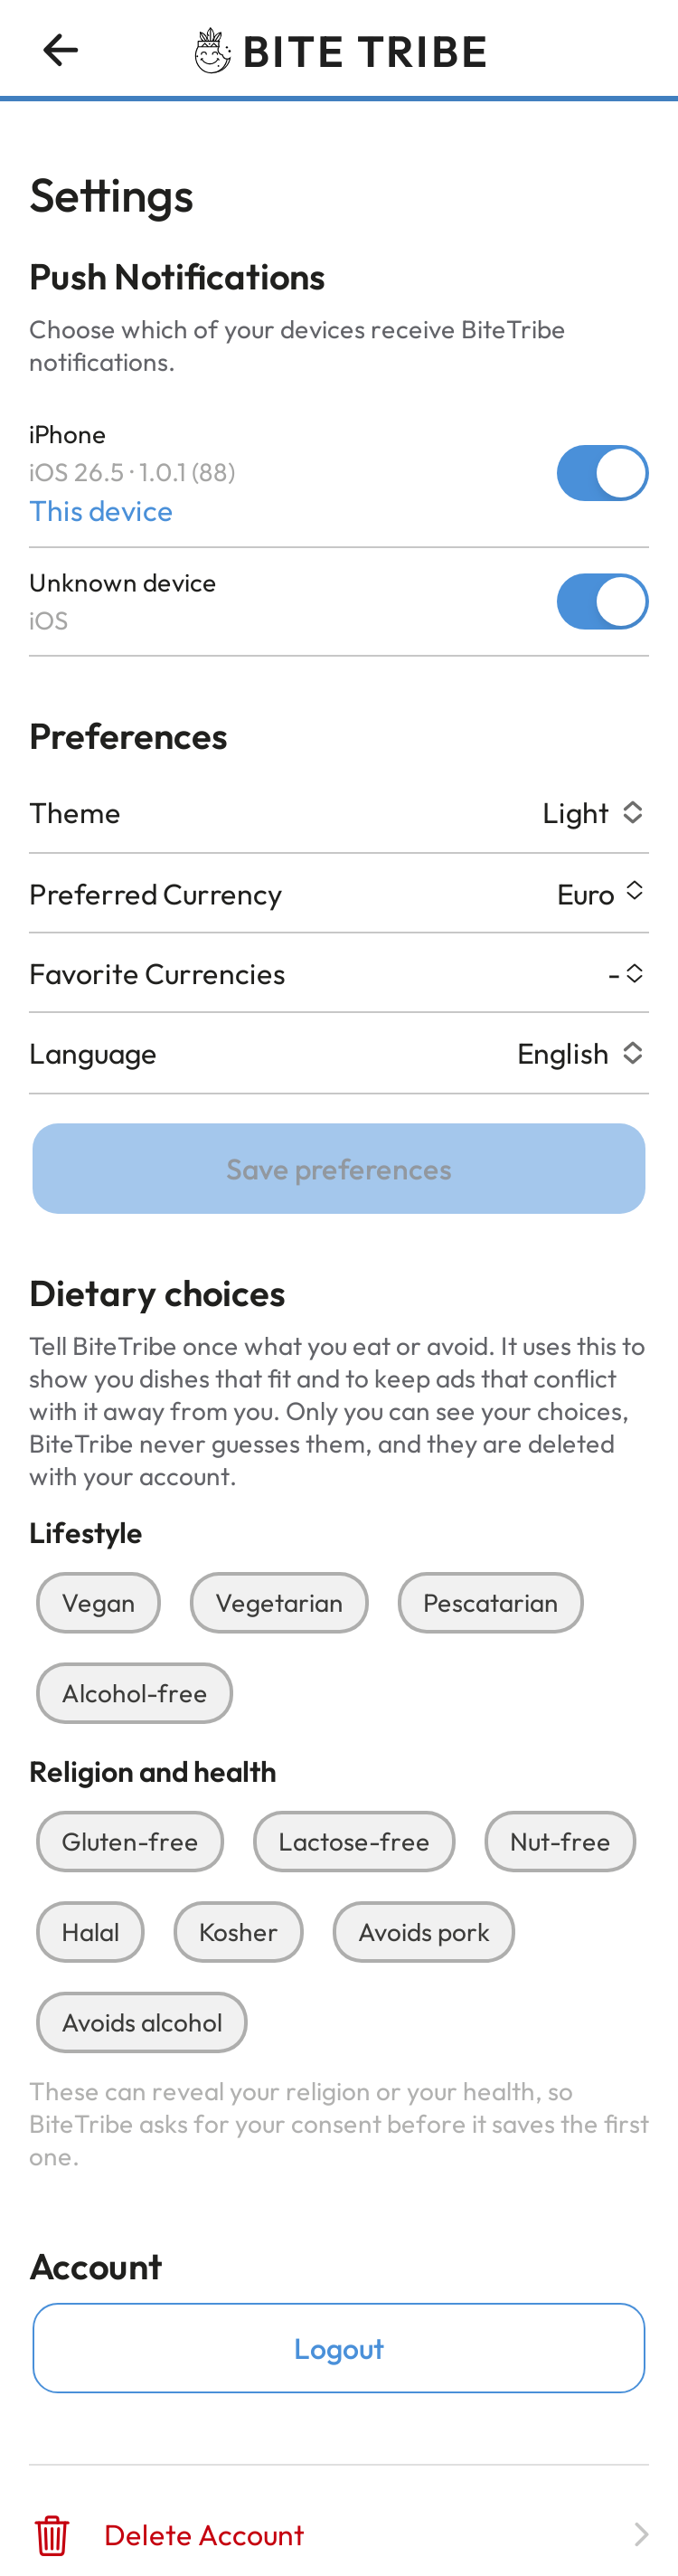 BITE TRIBE
Settings
Push Notifications
Choose which of your devices receive BiteTribe
notifications.
iPhone
iOS 26.5 · 1.0.1 (88)
This device
Unknown device
iOS
Preferences
Theme Light
Preferred Currency Euro
Favorite Currencies -
Language English
Save preferences
Dietary choices
Tell BiteTribe once what you eat or avoid. It uses this to
show you dishes that fit and to keep ads that conflict
with it away from you. Only you can see your choices,
BiteTribe never guesses them, and they are deleted
with your account.
Lifestyle
Vegan Vegetarian Pescatarian
Alcohol-free
Religion and health
Gluten-free Lactose-free Nut-free
Halal Kosher Avoids pork
Avoids alcohol
These can reveal your religion or your health, so
BiteTribe asks for your consent before it saves the first
one.
Account
Logout
Delete Account